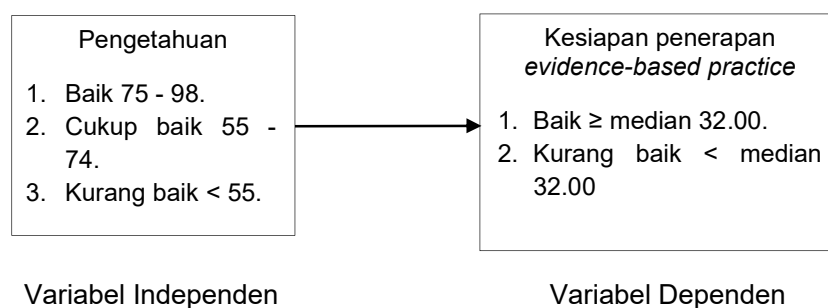 Pengetahuan
1. Baik 75 - 98.
2. Cukup baik 55 -
74.
3. Kurang baik < 55.
Kesiapan penerapan
evidence-based practice
1. Baik ≥ median 32.00.
2. Kurang baik < median
32.00
Variabel Independen
Variabel Dependen